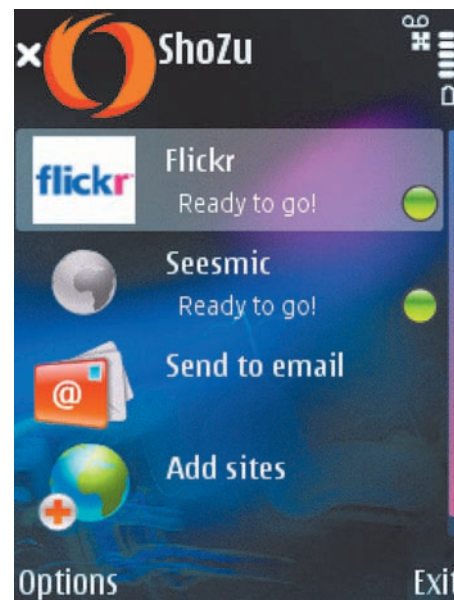 ShoZu
flickr
Flickr
Ready to go!
Seesmic
Ready to go!
@
Send to email
Add sites
Options
Exit